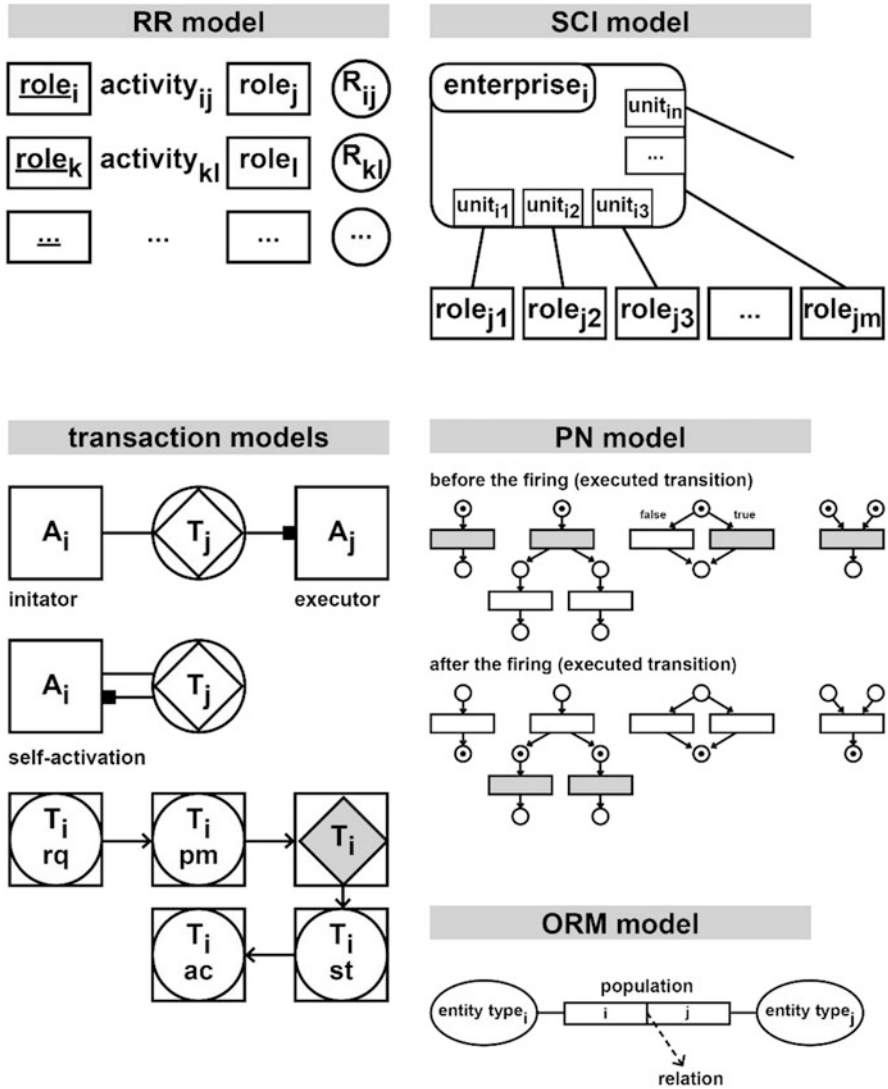 RR model
role_i activity_ij role_j R_ij
role_k activity_kl role_l R_kl
... ... ... ...
SCI model
enterprise_i
unit_in
...
unit_i1 unit_i2 unit_i3
role_j1 role_j2 role_j3 ... role_jm
transaction models
A_i T_j A_j
initator executor
A_i T_j
self-activation
T_i rq T_i pm T_i
T_i ac T_i st
PN model
before the firing (executed transition)
false true
after the firing (executed transition)
ORM model
population
entity type_i i j entity type_j
relation